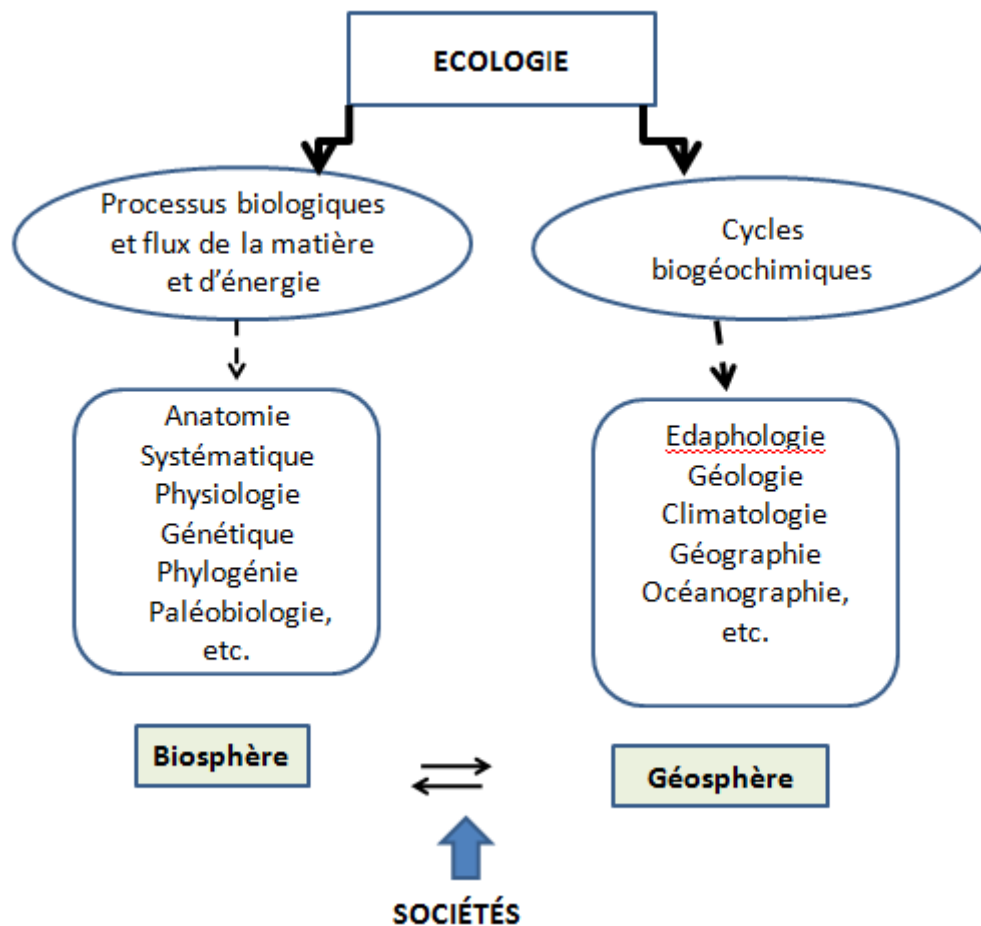 ECOLOGIE
Processus biologiques
et flux de la matière
et d'énergie
Cycles
biogéochimiques
Anatomie
Systématique
Physiologie
Génétique
Phylogénie
Paléobiologie,
etc.
Edaphologie
Géologie
Climatologie
Géographie
Océanographie,
etc.
Biosphère
Géosphère
SOCIÉTÉS